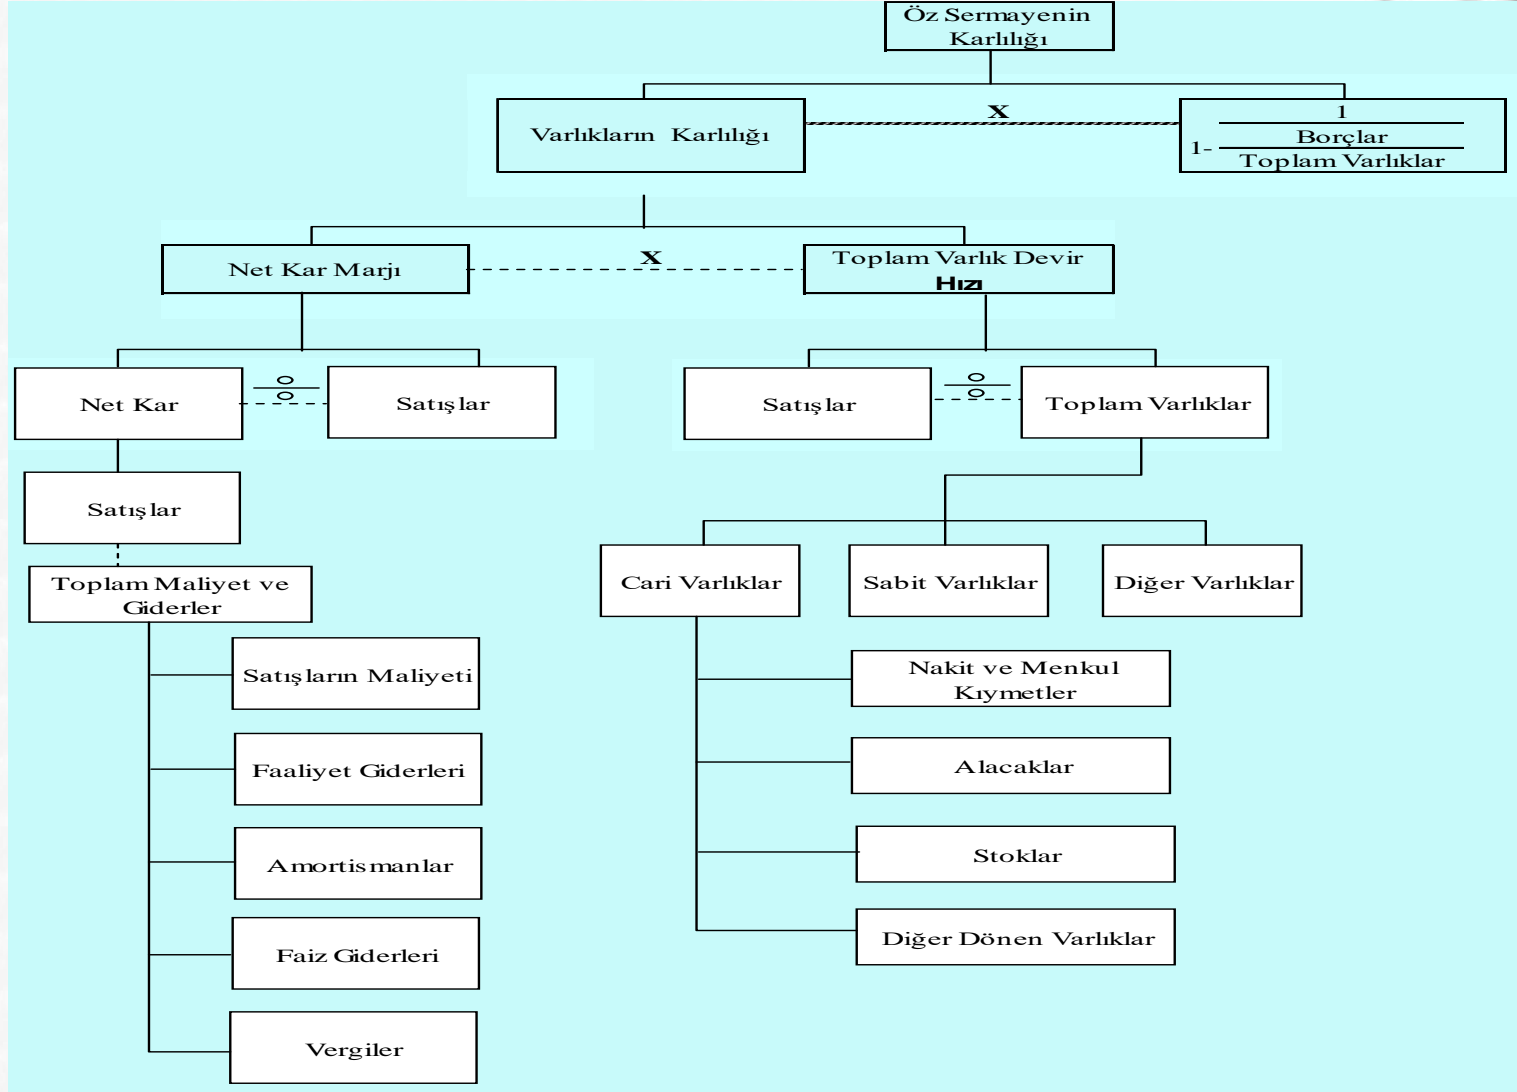 Öz Sermayenin
Karlılığı
Varlıkların Karlılığı
X
1
1-
Borçlar
Toplam Varlıklar
Net Kar Marjı
X
Toplam Varlık Devir
Hızı
Net Kar
Satışlar
Satışlar
Toplam Varlıklar
Satışlar
Toplam Maliyet ve
Giderler
Cari Varlıklar
Sabit Varlıklar
Diğer Varlıklar
Satışların Maliyeti
Nakit ve Menkul
Kıymetler
Faaliyet Giderleri
Alacaklar
Amortismanlar
Stoklar
Faiz Giderleri
Diğer Dönen Varlıklar
Vergiler